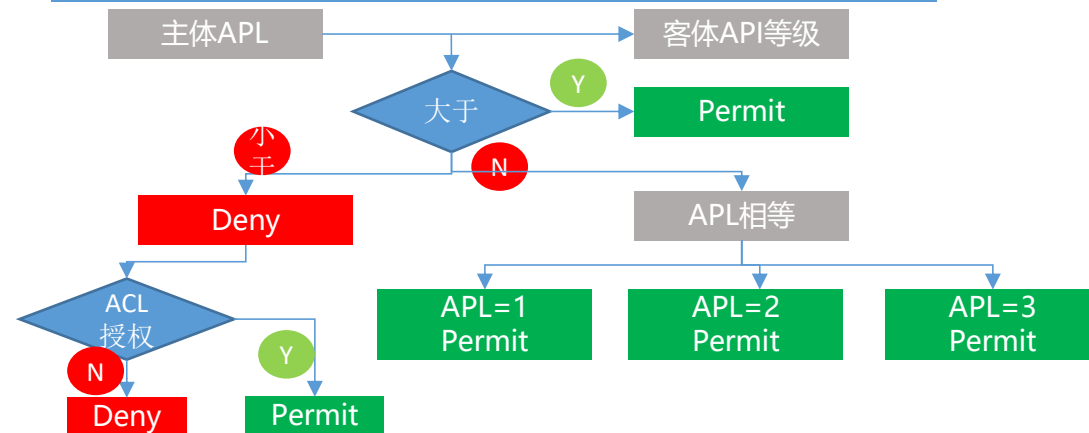 主体APL
客体API等级
大于
Y
Permit
小于
N
Deny
APL相等
ACL
授权
APL=1
Permit
APL=2
Permit
APL=3
Permit
N
Y
Deny
Permit